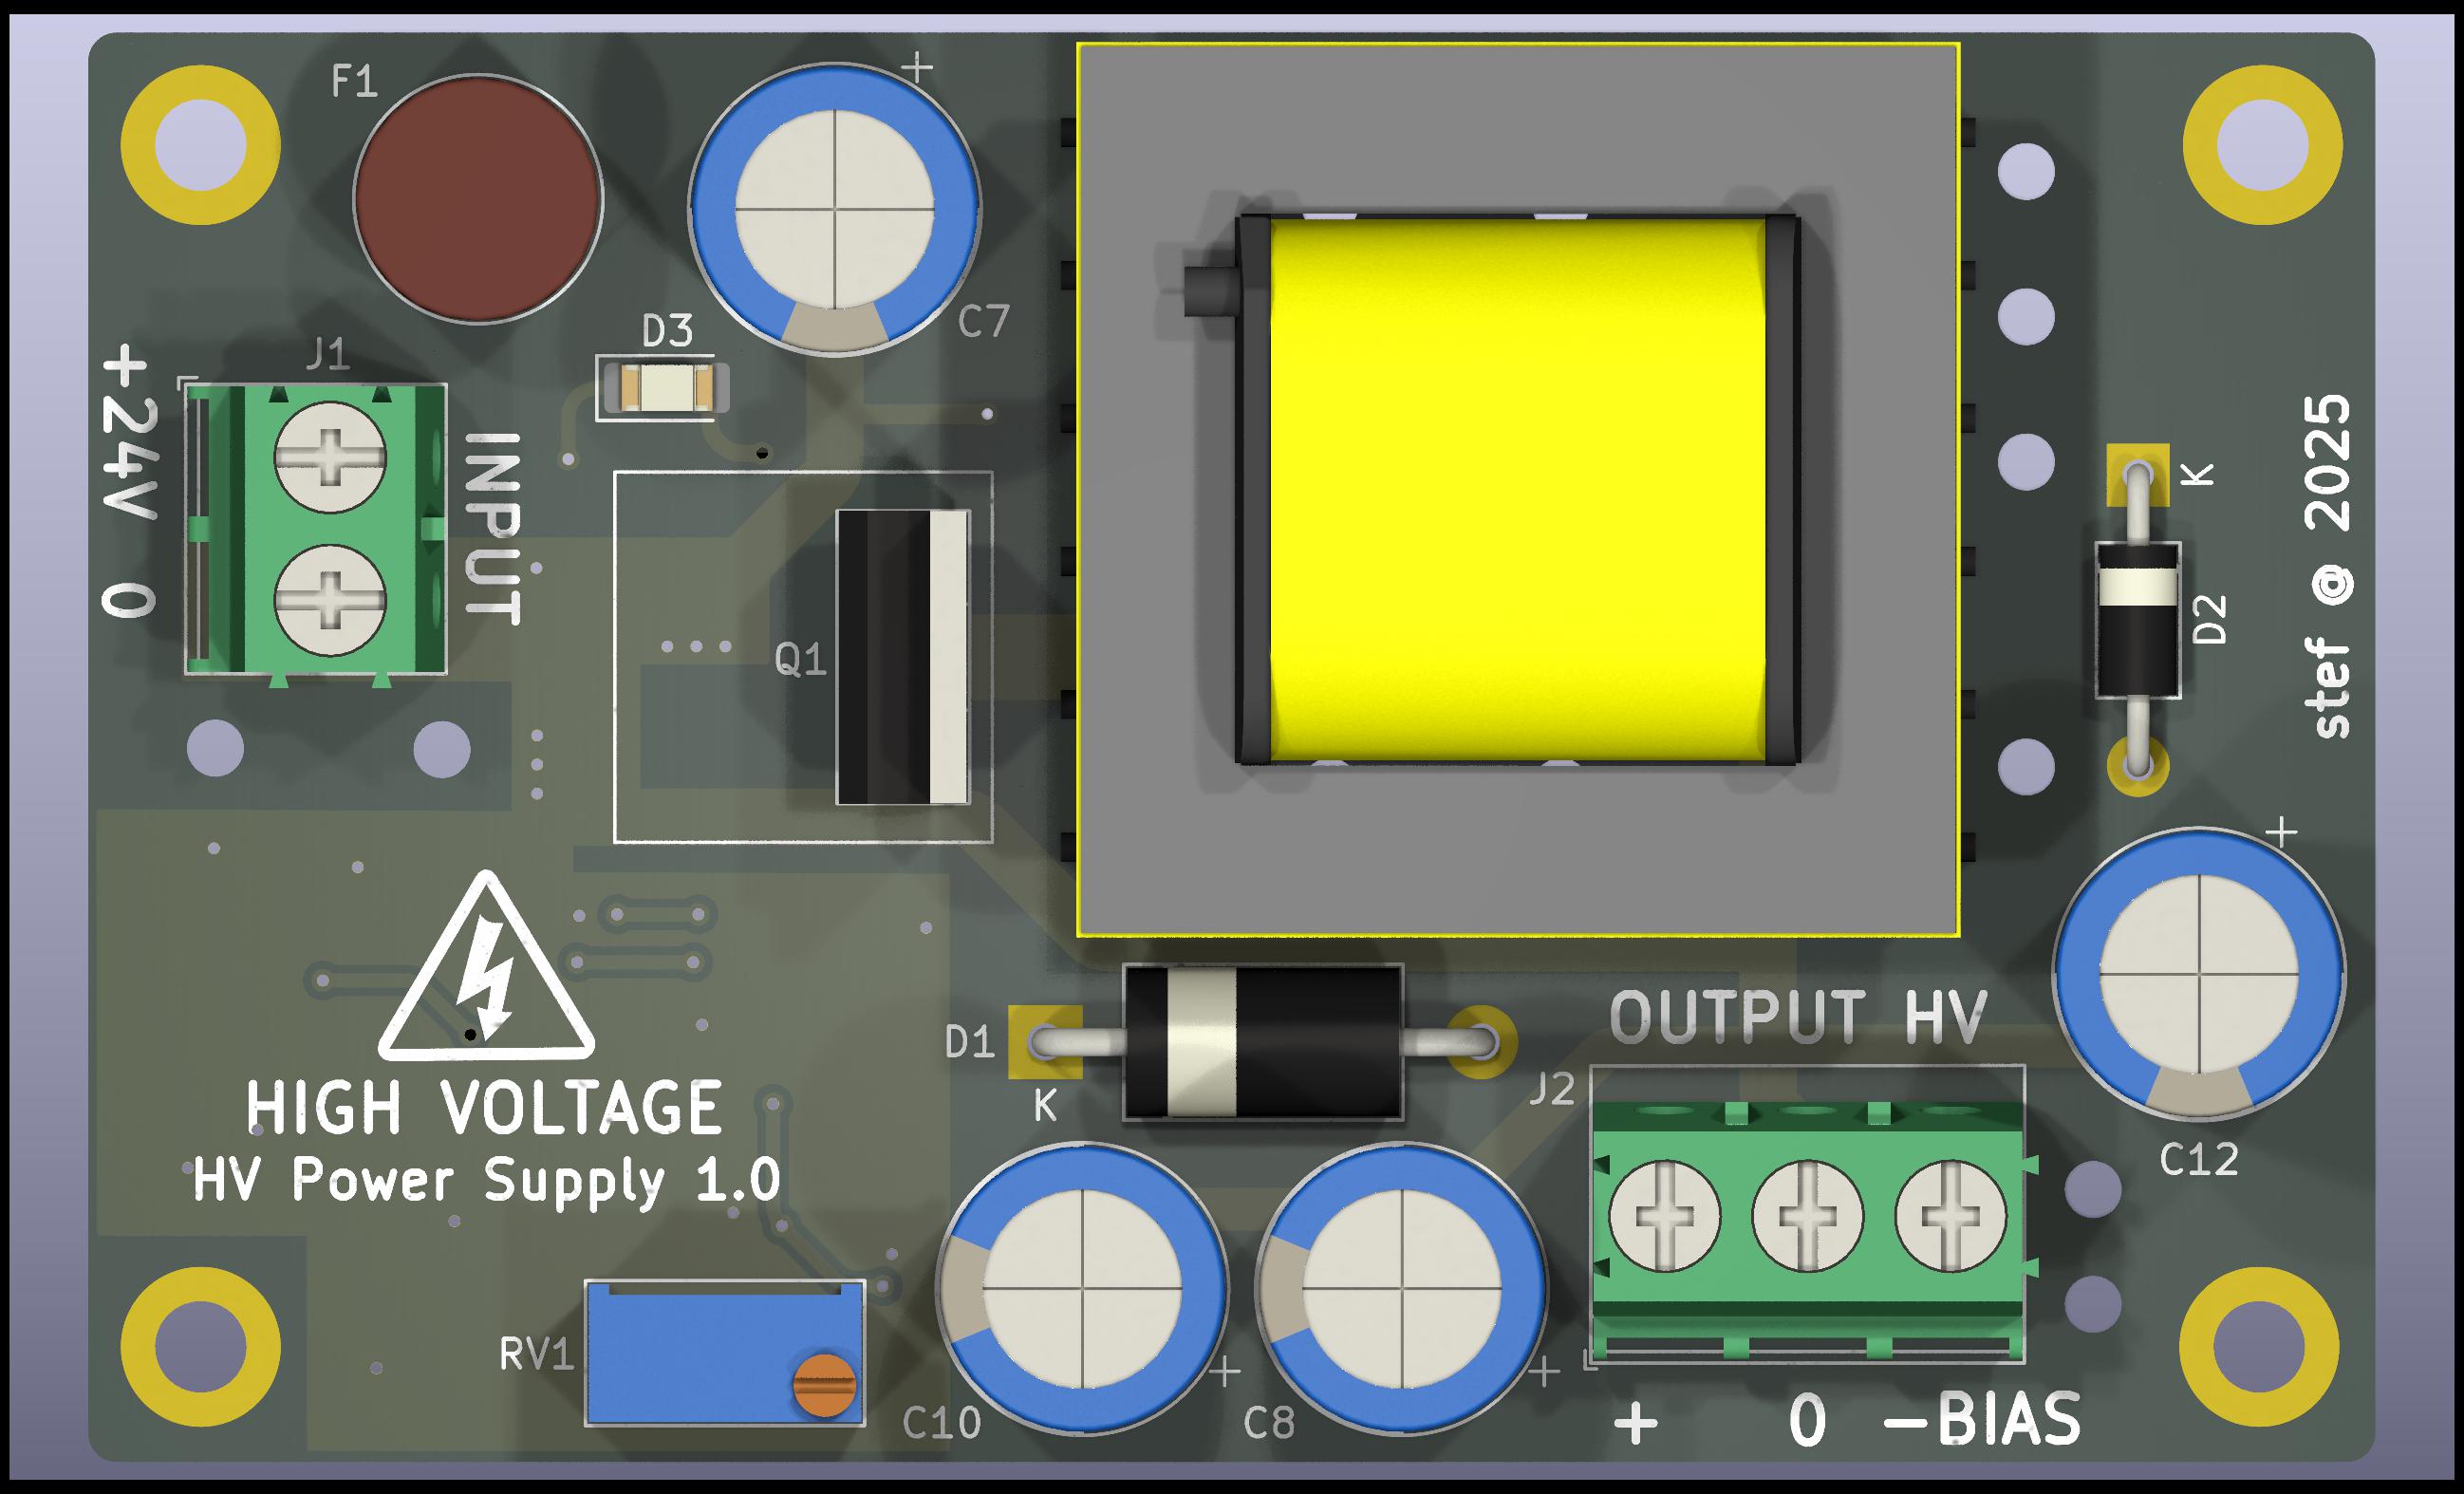 F1
+
C7
D3
J1
+24V 0
INPUT
Q1
K
D2
stef @ 2025
+
C12
HIGH VOLTAGE
HV Power Supply 1.0
D1
K
OUTPUT HV
J2
RV1
C10
+
C8
+
+ 0 -BIAS